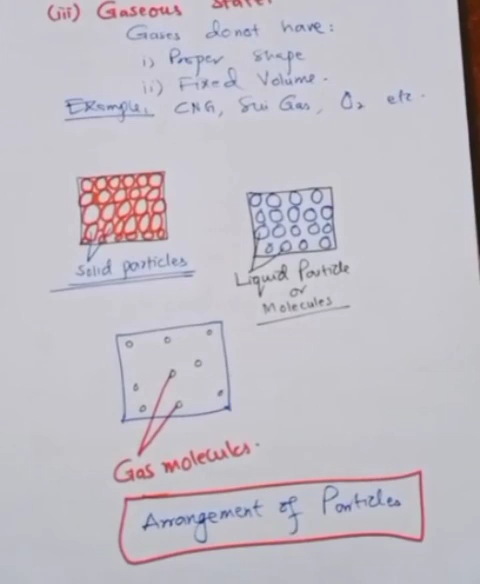 (iii) Gaseous State:
Gases donot have:
i) Proper shape
ii) Fixed Volume.
Example, CNG, Sui Gas, O2 etc.
Solid particles
Liquid Particle
or
Molecules
Gas molecules.
Arrangement of Particles